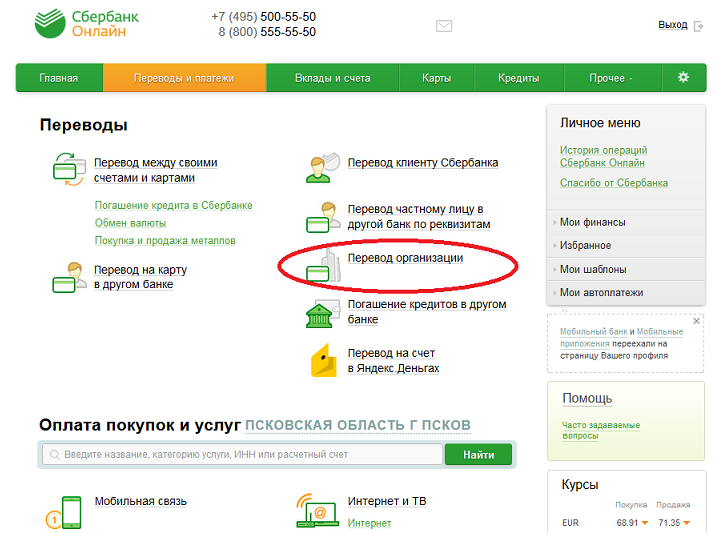 Сбербанк
Онлайн
+7 (495) 500-55-50
8 (800) 555-55-50
Выход
Главная
Переводы и платежи
Вклады и счета
Карты
Кредиты
Прочее
Переводы
Перевод между своими
счетами и картами
Погашение кредита в Сбербанке
Обмен валюты
Покупка и продажа металлов
Перевод на карту
в другом банке
Перевод клиенту Сбербанка
Перевод частному лицу в
другой банк по реквизитам
Перевод организации
Погашение кредитов в другом
банке
Перевод на счет
в Яндекс.Деньгах
Оплата покупок и услуг ПСКОВСКАЯ ОБЛАСТЬ Г ПСКОВ
Введите название, категорию услуги, ИНН или расчетный счет
Найти
1
Мобильная связь
@
Интернет и ТВ
Интернет
Личное меню
История операций
Сбербанк Онлайн
Спасибо от Сбербанка
Мои финансы
Избранное
Мои шаблоны
Мои автоплатежи
Мобильный банк и Мобильные
приложения переехали на
страницу Вашего профиля
Помощь
Часто задаваемые
вопросы
Курсы
Покупка Продажа
EUR 68.91 71.35